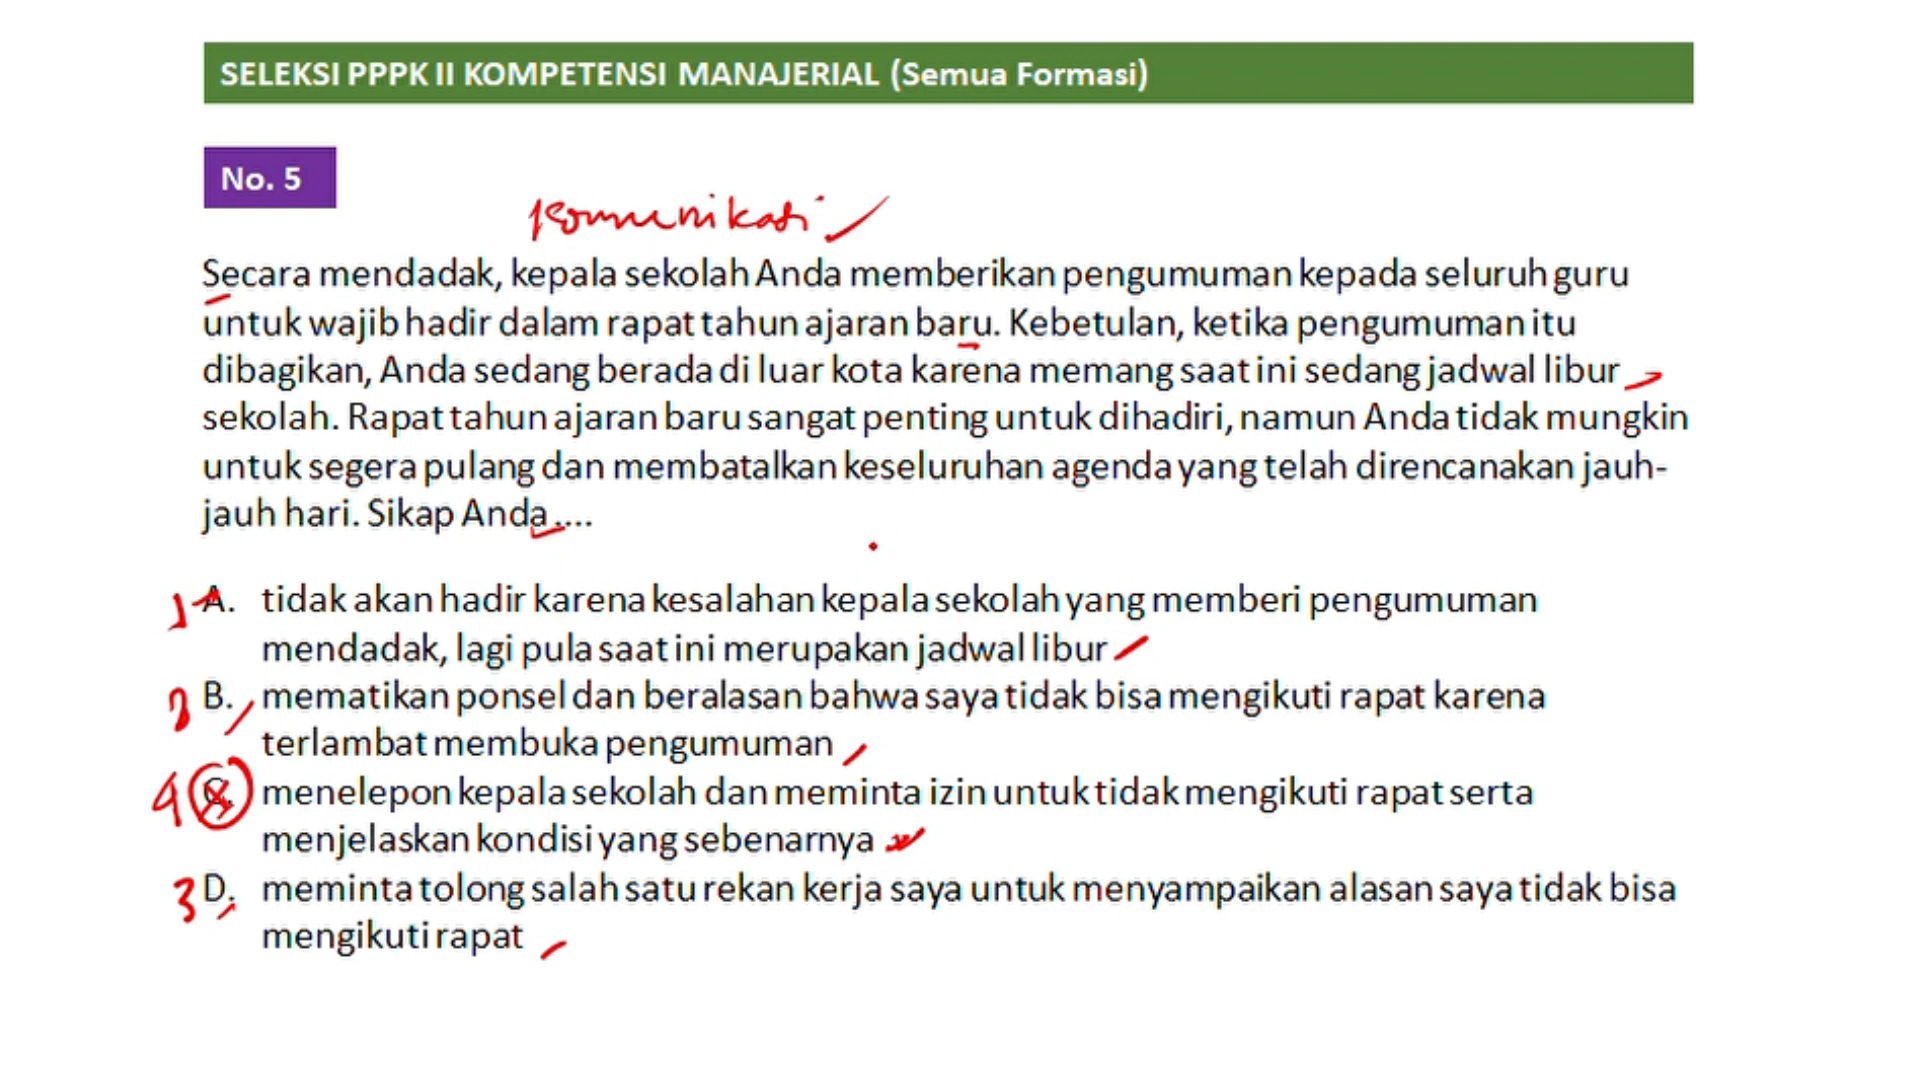 SELEKSI PPPK II KOMPETENSI MANAJERIAL (Semua Formasi)
No. 5
komunikasi
Secara mendadak, kepala sekolah Anda memberikan pengumuman kepada seluruh guru
untuk wajib hadir dalam rapat tahun ajaran baru. Kebetulan, ketika pengumuman itu
dibagikan, Anda sedang berada di luar kota karena memang saat ini sedang jadwal libur
sekolah. Rapat tahun ajaran baru sangat penting untuk dihadiri, namun Anda tidak mungkin
untuk segera pulang dan membatalkan keseluruhan agenda yang telah direncanakan jauh-
jauh hari. Sikap Anda....
1 A. tidak akan hadir karena kesalahan kepala sekolah yang memberi pengumuman
mendadak, lagi pula saat ini merupakan jadwal libur
2 B. mematikan ponsel dan beralasan bahwa saya tidak bisa mengikuti rapat karena
terlambat membuka pengumuman
4 C. menelepon kepala sekolah dan meminta izin untuk tidak mengikuti rapat serta
menjelaskan kondisi yang sebenarnya
3 D. meminta tolong salah satu rekan kerja saya untuk menyampaikan alasan saya tidak bisa
mengikuti rapat